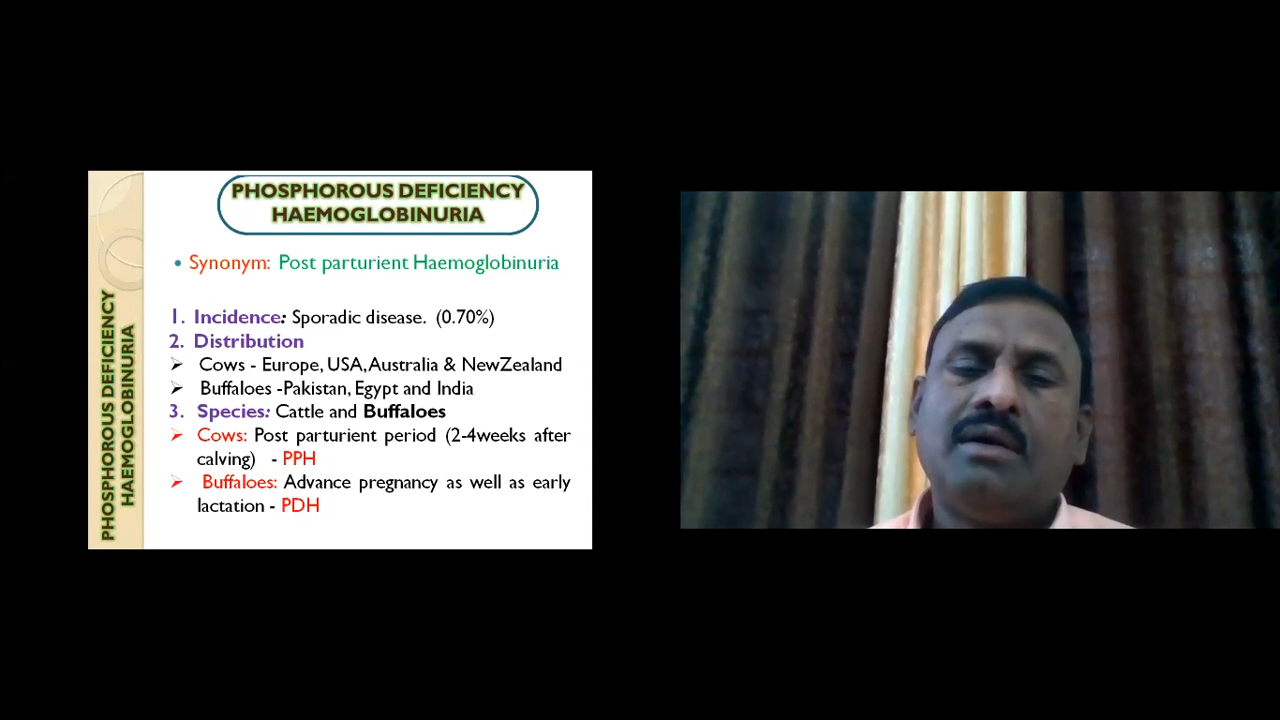 PHOSPHOROUS DEFICIENCY
HAEMOGLOBINURIA
PHOSPHOROUS DEFICIENCY
HAEMOGLOBINURIA
• Synonym: Post parturient Haemoglobinuria
1. Incidence: Sporadic disease. (0.70%)
2. Distribution
➢ Cows - Europe, USA,Australia & NewZealand
➢ Buffaloes -Pakistan, Egypt and India
3. Species: Cattle and Buffaloes
➢ Cows: Post parturient period (2-4weeks after
calving) - PPH
➢ Buffaloes: Advance pregnancy as well as early
lactation - PDH